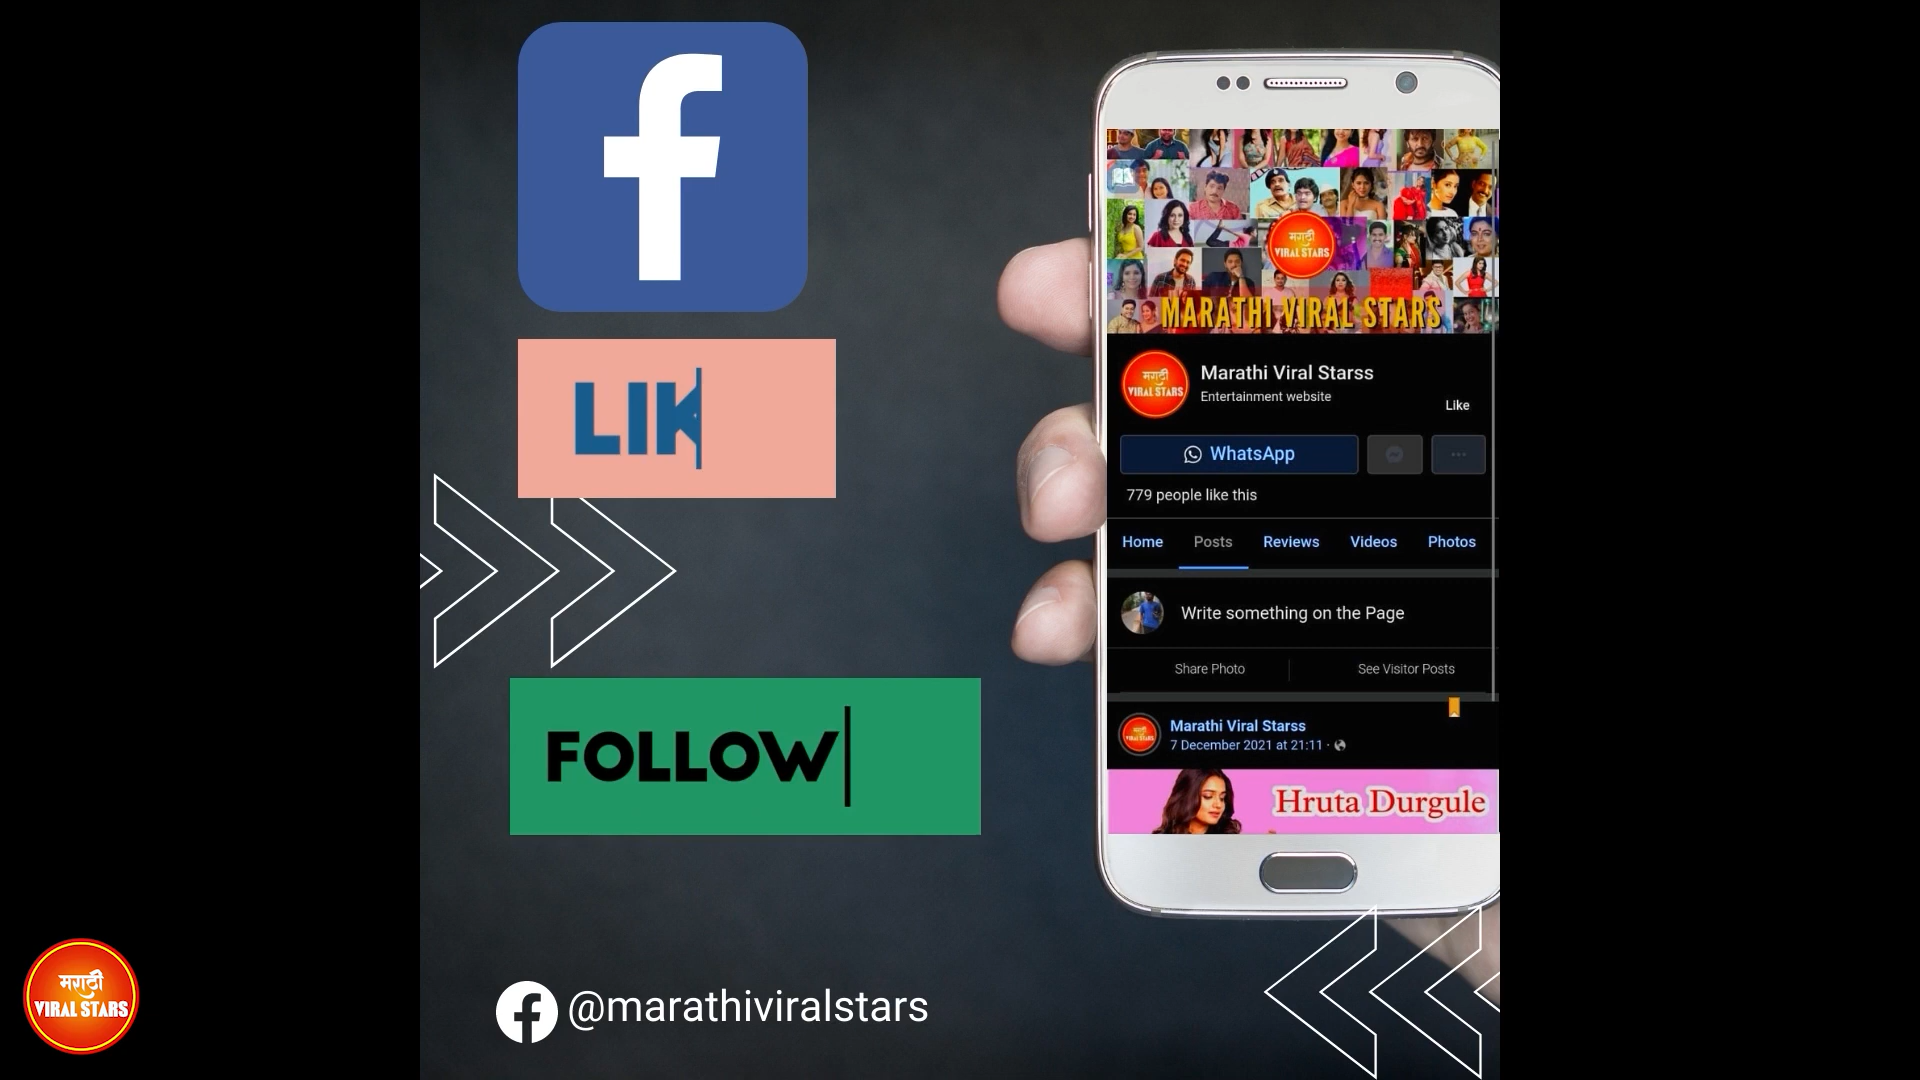 LIK
FOLLOW
@marathiviralstars
मराठी
VIRAL STARS
मराठी
VIRAL STARS
MARATHI VIRAL STARS
मराठी
VIRAL STARS
Marathi Viral Starss
Entertainment website
Like
WhatsApp
779 people like this
Home Posts Reviews Videos Photos
Write something on the Page
Share Photo See Visitor Posts
Marathi Viral Starss
7 December 2021 at 21:11 ·
Hruta Durgule